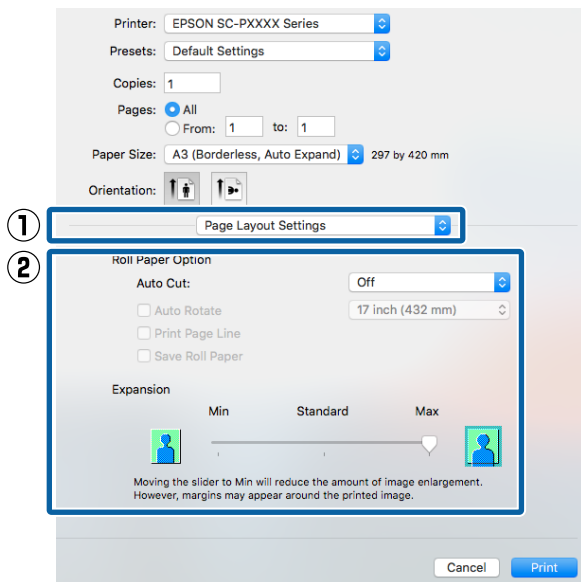 Printer: EPSON SC-PXXXX Series
Presets: Default Settings
Copies: 1
Pages: All
From: 1 to: 1
Paper Size: A3 (Borderless, Auto Expand) 297 by 420 mm
Orientation:
1 Page Layout Settings
2
Roll Paper Option
Auto Cut: Off
Auto Rotate 17 inch (432 mm)
Print Page Line
Save Roll Paper
Expansion
Min Standard Max
Moving the slider to Min will reduce the amount of image enlargement.
However, margins may appear around the printed image.
Cancel Print